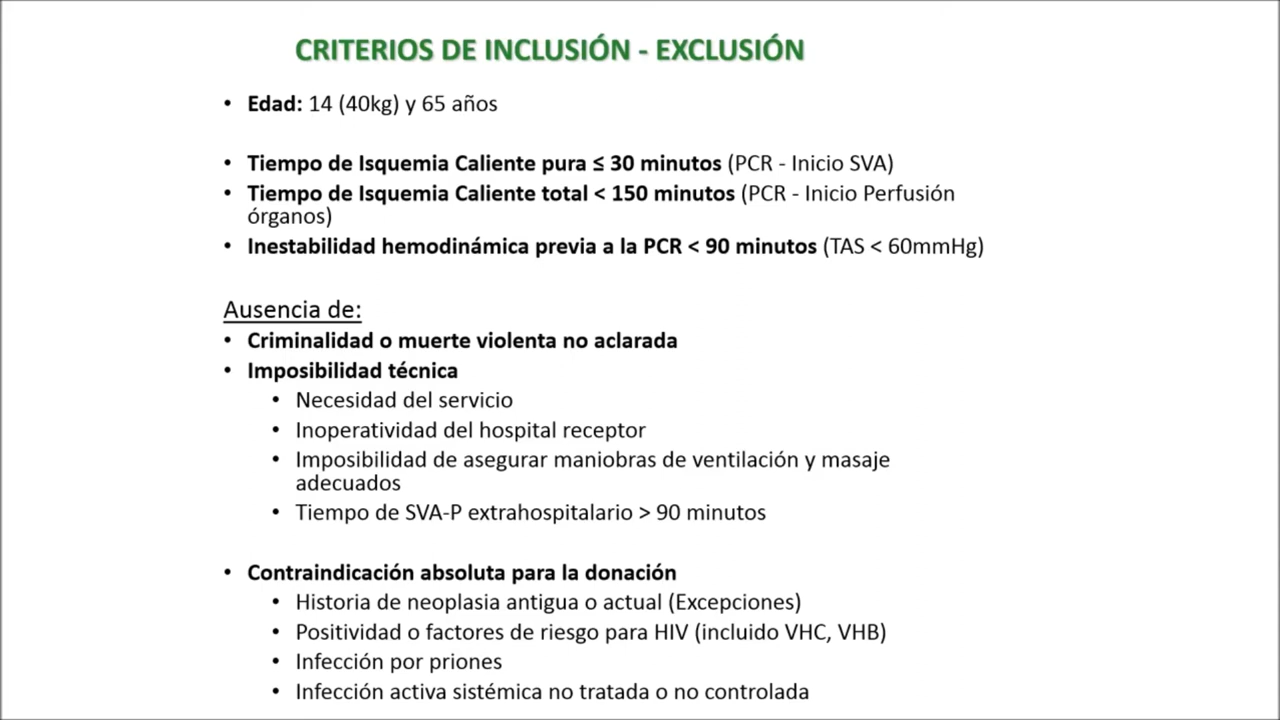 CRITERIOS DE INCLUSIÓN - EXCLUSIÓN
• Edad: 14 (40kg) y 65 años
• Tiempo de Isquemia Caliente pura ≤ 30 minutos (PCR - Inicio SVA)
• Tiempo de Isquemia Caliente total < 150 minutos (PCR - Inicio Perfusión
órganos)
• Inestabilidad hemodinámica previa a la PCR < 90 minutos (TAS < 60mmHg)
Ausencia de:
• Criminalidad o muerte violenta no aclarada
• Imposibilidad técnica
• Necesidad del servicio
• Inoperatividad del hospital receptor
• Imposibilidad de asegurar maniobras de ventilación y masaje
adecuados
• Tiempo de SVA-P extrahospitalario > 90 minutos
• Contraindicación absoluta para la donación
• Historia de neoplasia antigua o actual (Excepciones)
• Positividad o factores de riesgo para HIV (incluido VHC, VHB)
• Infección por priones
• Infección activa sistémica no tratada o no controlada